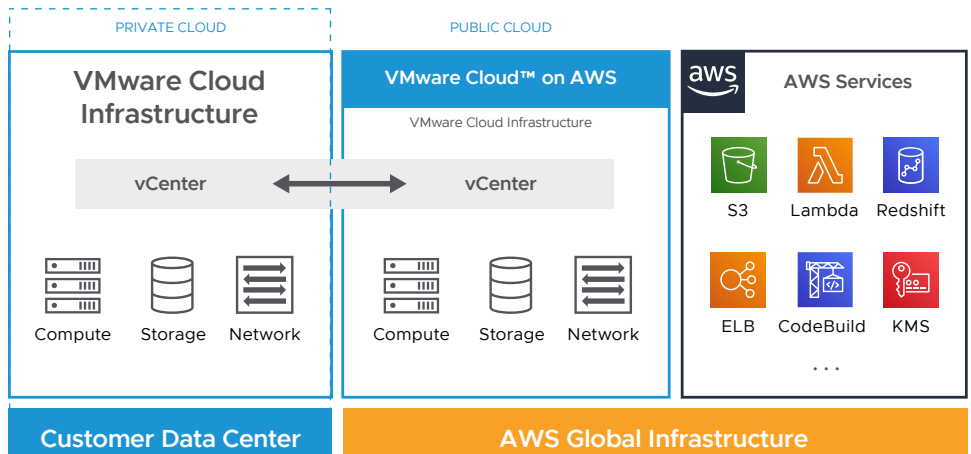 PRIVATE CLOUD
PUBLIC CLOUD
VMware Cloud
Infrastructure
VMware Cloud™ on AWS
VMware Cloud Infrastructure
aws
AWS Services
vCenter
vCenter
S3
Lambda
Redshift
Compute
Storage
Network
Compute
Storage
Network
ELB
CodeBuild
KMS
...
Customer Data Center
AWS Global Infrastructure